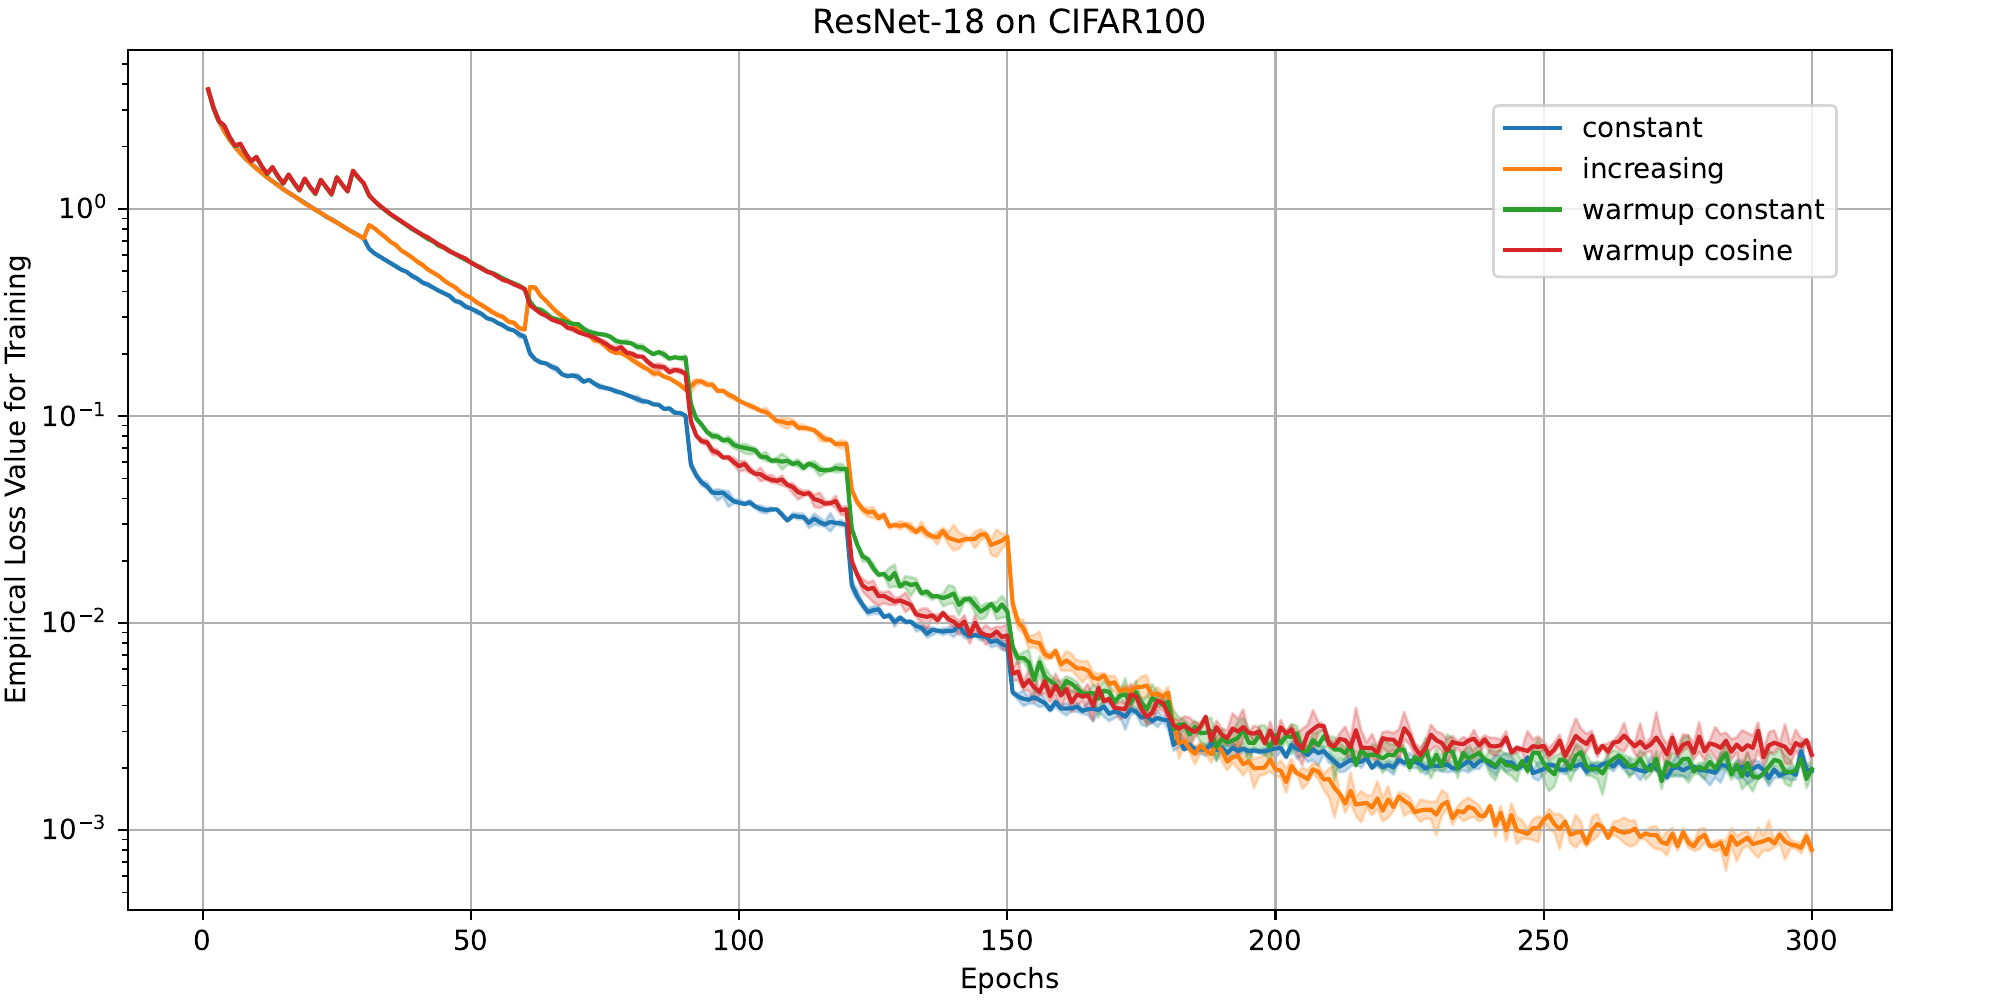 ResNet-18 on CIFAR100
Empirical Loss Value for Training
10⁰
10⁻¹
10⁻²
10⁻³
constant
increasing
warmup constant
warmup cosine
0 50 100 150 200 250 300
Epochs